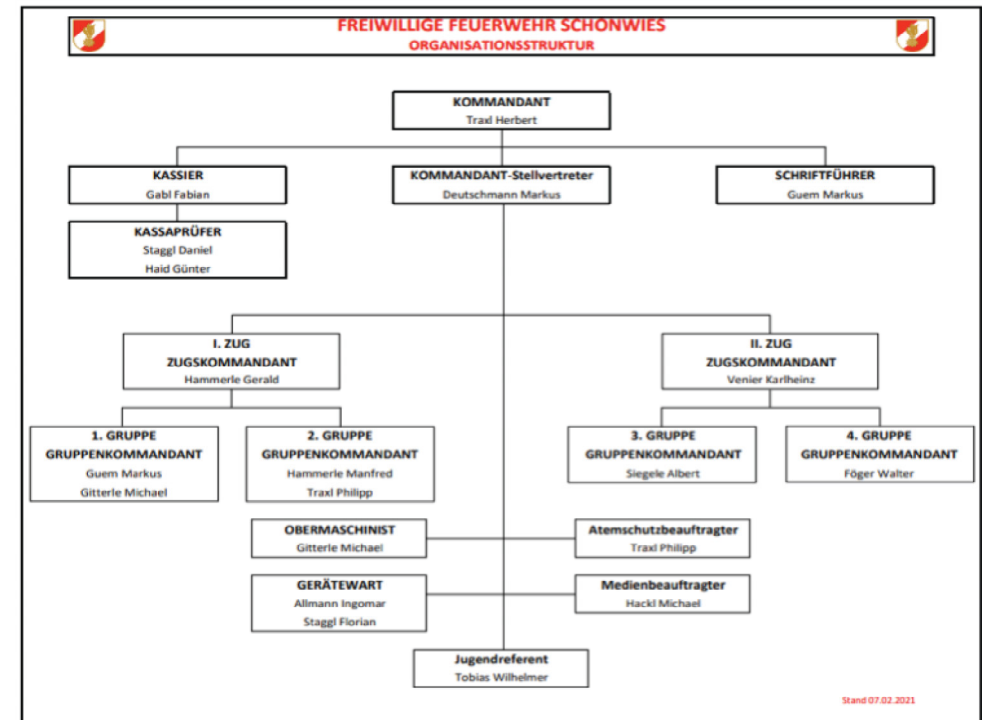 FREIWILLIGE FEUERWEHR SCHÖNWIES
ORGANISATIONSSTRUKTUR
KOMMANDANT
Traxl Herbert
KASSIER
Gabl Fabian
KOMMANDANT-Stellvertreter
Deutschmann Markus
SCHRIFTFÜHRER
Guem Markus
KASSAPRÜFER
Staggl Daniel
Haid Günter
I. ZUG
ZUGSKOMMANDANT
Hammerle Gerald
II. ZUG
ZUGSKOMMANDANT
Venier Karlheinz
1. GRUPPE
GRUPPENKOMMANDANT
Guem Markus
Gitterle Michael
2. GRUPPE
GRUPPENKOMMANDANT
Hammerle Manfred
Traxl Philipp
3. GRUPPE
GRUPPENKOMMANDANT
Siegele Albert
4. GRUPPE
GRUPPENKOMMANDANT
Föger Walter
OBERMASCHINIST
Gitterle Michael
Atemschutzbeauftragter
Traxl Philipp
GERÄTEWART
Allmann Ingomar
Staggl Florian
Medienbeauftragter
Hackl Michael
Jugendreferent
Tobias Wilhelmer
Stand 07.02.2021